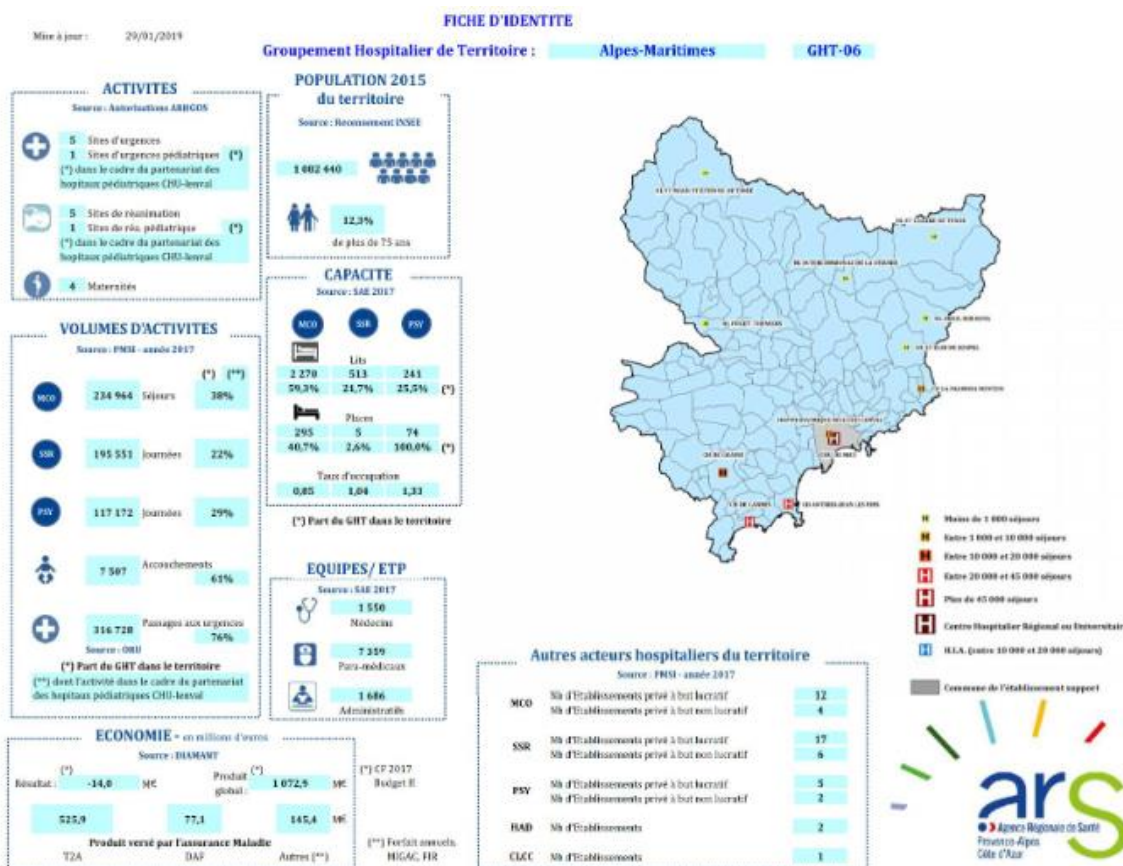 FICHE D'IDENTITE
Mise à jour : 29/01/2019
Groupement Hospitalier de Territoire : Alpes-Maritimes GHT-06
ACTIVITES
Source : Autorisations ARHGOS
5 Sites d'urgences
1 Sites d'urgences pédiatriques (*)
(*) dans le cadre du partenariat des
hopitaux pédiatriques CHU-lenval
5 Sites de réanimation
1 Sites de réa. pédiatrique (*)
(*) dans le cadre du partenariat des
hopitaux pédiatriques CHU-lenval
4 Maternités
POPULATION 2015
du territoire
Source : Recensement INSEE
1 082 440
12,3%
de plus de 75 ans
CAPACITE
Source : SAE 2017
MCO SSR PSY
Lits
2 270 513 241
59,3% 21,7% 25,5% (*)
Places
295 5 74
40,7% 2,6% 100,0% (*)
Taux d'occupation
0,85 1,04 1,33
(*) Part du GHT dans le territoire
VOLUMES D'ACTIVITES
Source : PMSI - année 2017
(*) (**)
MCO 234 964 Séjours 38%
SSR 195 551 Journées 22%
PSY 117 172 Journées 29%
7 507 Accouchements
61%
316 728 Passages aux urgences
76%
Source : ORU
(*) Part du GHT dans le territoire
(**) dont l'activité dans le cadre du partenariat
des hopitaux pédiatriques CHU-lenval
EQUIPES/ ETP
Source : SAE 2017
1 550
Médecins
7 359
Para-médicaux
1 686
Administratifs
ECONOMIE - en millions d'euros
Source : DIAMANT
(*) (*)
Résultat : -14,0 M€ Produit global : 1 072,9 M€
(*) CF 2017
Budget H
525,9 77,1 145,4 M€
Produit versé par l'assurance Maladie
T2A DAF Autres (**)
(**) Forfait annuels,
MIGAC, FIR
CH DE GRASSE
CH DE CANNES
CH ANTIBES-JUAN LES PINS
H Moins de 1 000 séjours
H Entre 1 000 et 10 000 séjours
H Entre 10 000 et 20 000 séjours
H Entre 20 000 et 45 000 séjours
H Plus de 45 000 séjours
H Centre Hospitalier Régional ou Universitaire
H H.I.A. (entre 10 000 et 20 000 séjours)
Commune de l'établissement support
Autres acteurs hospitaliers du territoire
Source : PMSI - année 2017
MCO
Nb d'Etablissements privé à but lucratif 12
Nb d'Etablissements privé à but non lucratif 4
SSR
Nb d'Etablissements privé à but lucratif 17
Nb d'Etablissements privé à but non lucratif 6
PSY
Nb d'Etablissements privé à but lucratif 5
Nb d'Etablissements privé à but non lucratif 2
HAD Nb d'Etablissements 2
CLCC Nb d'Etablissements 1
ars
Agence Régionale de Santé
Provence-Alpes
Côte d'Azur